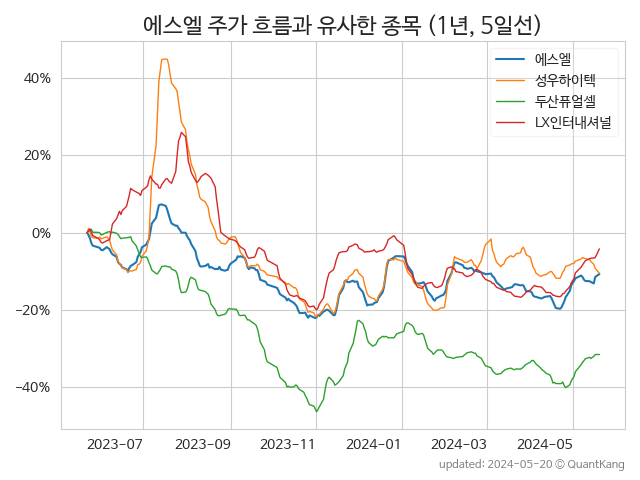 에스엘 주가 흐름과 유사한 종목 (1년, 5일선)
에스엘
성우하이텍
두산퓨얼셀
LX인터내셔널
40%
20%
0%
−20%
−40%
2023-07
2023-09
2023-11
2024-01
2024-03
2024-05
updated: 2024-05-20 © QuantKang